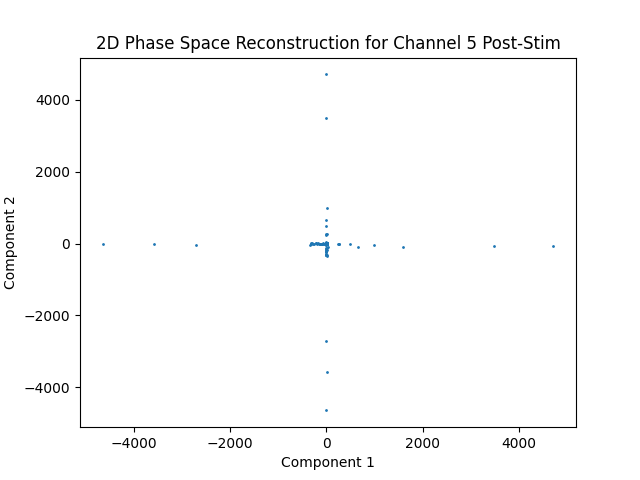 2D Phase Space Reconstruction for Channel 5 Post-Stim
4000
2000
0
−2000
−4000
Component 2
−4000 −2000 0 2000 4000
Component 1